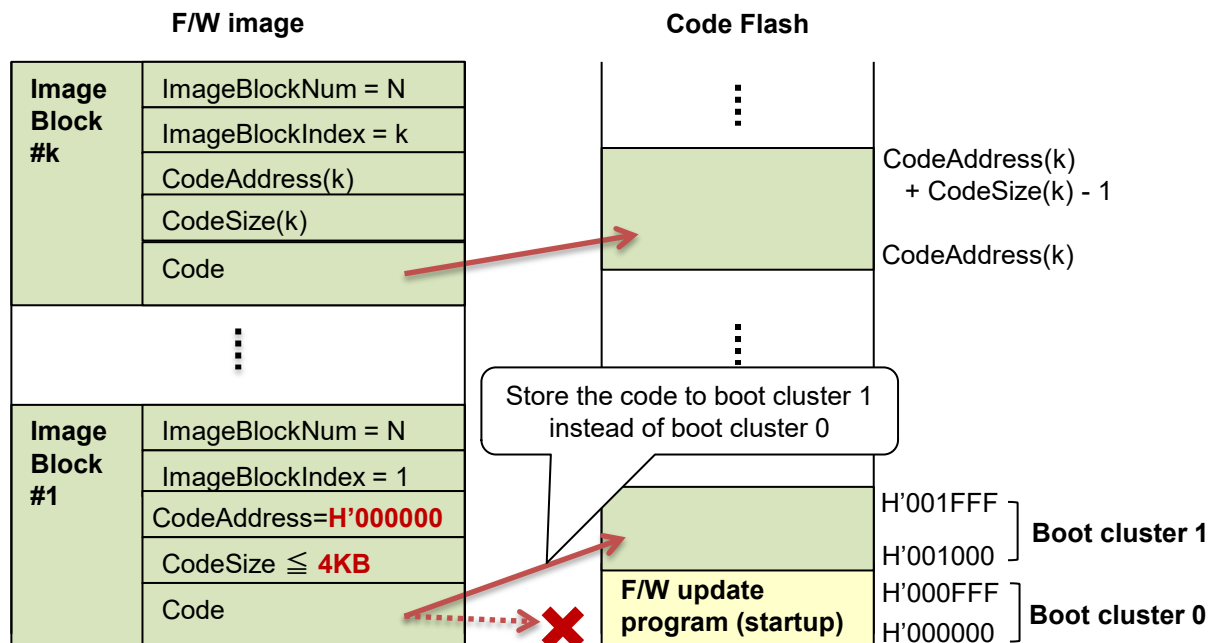 F/W image
Code Flash
Image
Block
#k
ImageBlockNum = N
ImageBlockIndex = k
CodeAddress(k)
CodeSize(k)
Code
CodeAddress(k)
+ CodeSize(k) - 1
CodeAddress(k)
Store the code to boot cluster 1
instead of boot cluster 0
Image
Block
#1
ImageBlockNum = N
ImageBlockIndex = 1
CodeAddress=H’000000
CodeSize ≦ 4KB
Code
H’001FFF
H’001000
Boot cluster 1
F/W update
program (startup)
H’000FFF
H’000000
Boot cluster 0